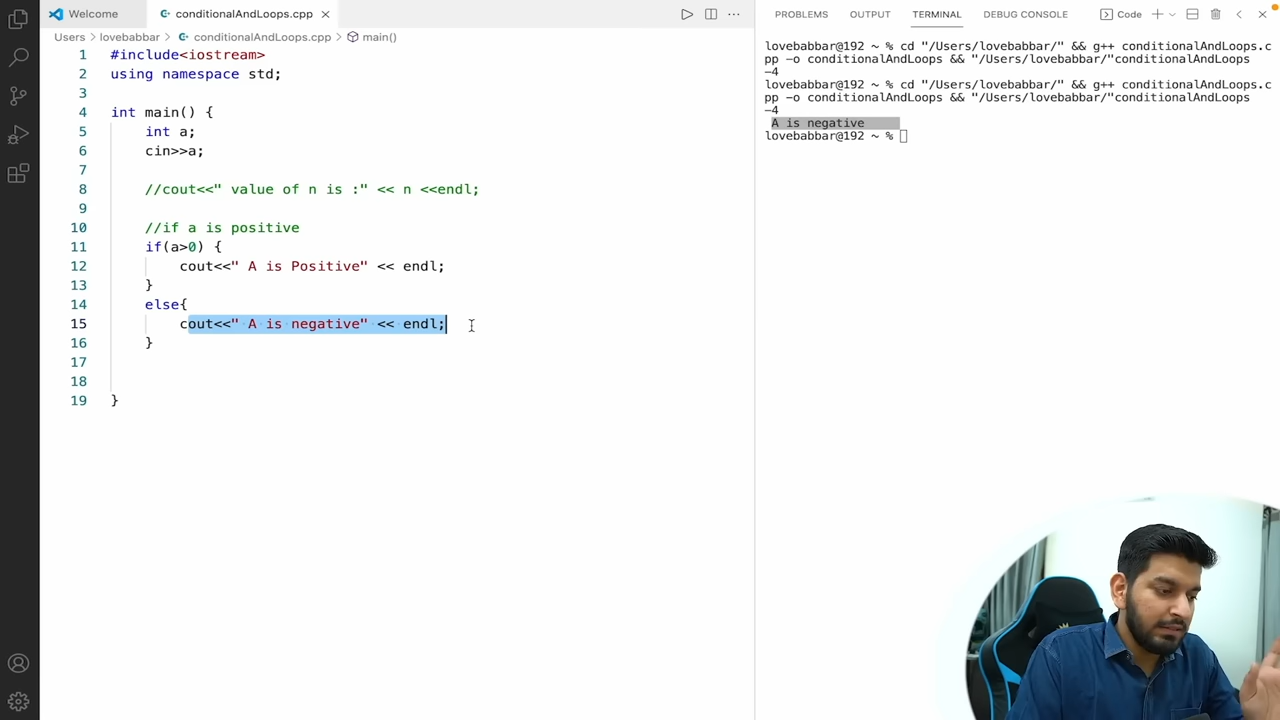 Welcome
conditionalAndLoops.cpp
Users > lovebabbar > conditionalAndLoops.cpp > main()
1 #include<iostream>
2 using namespace std;
3
4 int main() {
5 int a;
6 cin>>a;
7
8 //cout<<" value of n is :" << n <<endl;
9
10 //if a is positive
11 if(a>0) {
12 cout<<" A is Positive" << endl;
13 }
14 else{
15 cout<<" A is negative" << endl;
16 }
17
18
19 }
PROBLEMS OUTPUT TERMINAL DEBUG CONSOLE Code
lovebabbar@192 ~ % cd "/Users/lovebabbar/" && g++ conditionalAndLoops.c
pp -o conditionalAndLoops && "/Users/lovebabbar/"conditionalAndLoops
-4
lovebabbar@192 ~ % cd "/Users/lovebabbar/" && g++ conditionalAndLoops.c
pp -o conditionalAndLoops && "/Users/lovebabbar/"conditionalAndLoops
-4
A is negative
lovebabbar@192 ~ %